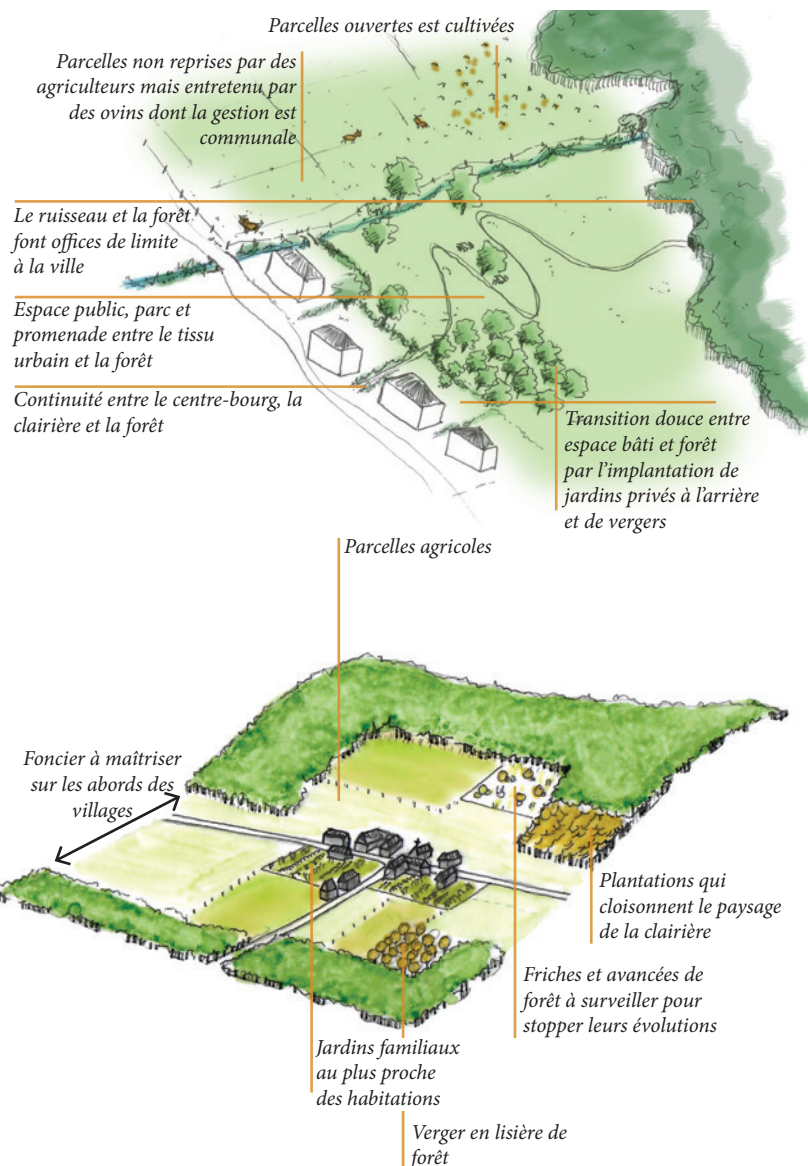 Parcelles ouvertes est cultivées
Parcelles non reprises par des
agriculteurs mais entretenu par
des ovins dont la gestion est
communale
Le ruisseau et la forêt
font offices de limite
à la ville
Espace public, parc et
promenade entre le tissu
urbain et la forêt
Continuité entre le centre-bourg, la
clairière et la forêt
Transition douce entre
espace bâti et forêt
par l'implantation de
jardins privés à l'arrière
et de vergers
Parcelles agricoles
Foncier à maîtriser
sur les abords des
villages
Plantations qui
cloisonnent le paysage
de la clairière
Friches et avancées de
forêt à surveiller pour
stopper leurs évolutions
Jardins familiaux
au plus proche
des habitations
Verger en lisière de
forêt